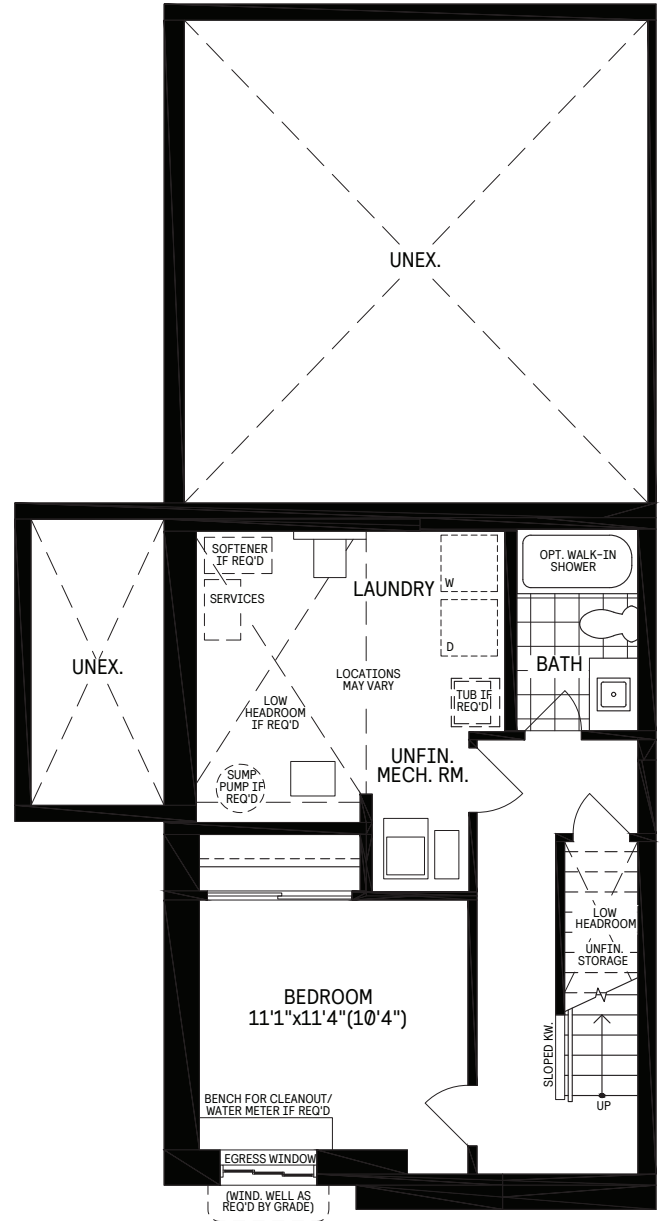 UNEX.
SOFTENER
IF REQ'D
SERVICES
LAUNDRY
W
D
OPT. WALK-IN
SHOWER
BATH
UNEX.
LOCATIONS
MAY VARY
LOW
HEADROOM
IF REQ'D
TUB IF
REQ'D
UNFIN.
MECH. RM.
SUMP
PUMP IF
REQ'D
LOW
HEADROOM
UNFIN.
STORAGE
BEDROOM
11'1"x11'4"(10'4")
SLOPED KW.
UP
BENCH FOR CLEANOUT/
WATER METER IF REQ'D
EGRESS WINDOW
(WIND. WELL AS
REQ'D BY GRADE)